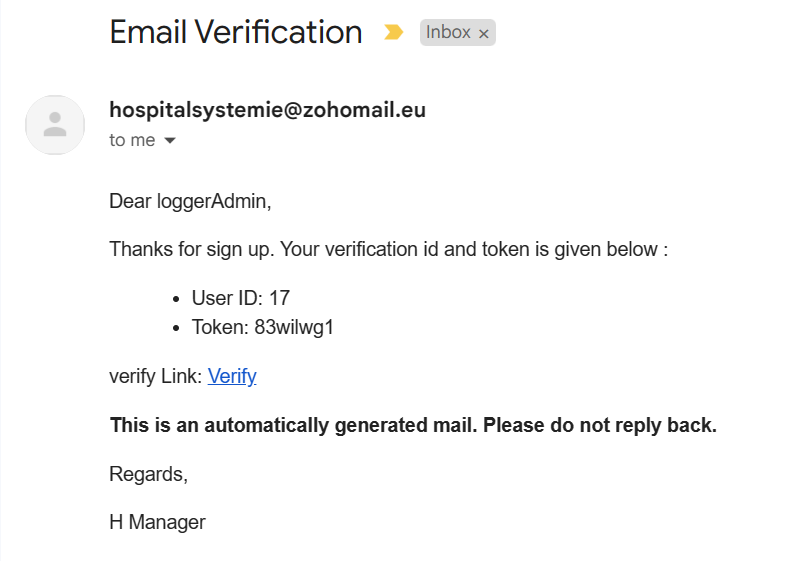 Email Verification
Inbox ×
hospitalsystemie@zohomail.eu
to me
Dear loggerAdmin,
Thanks for sign up. Your verification id and token is given below :
• User ID: 17
• Token: 83wilwg1
verify Link: Verify
This is an automatically generated mail. Please do not reply back.
Regards,
H Manager